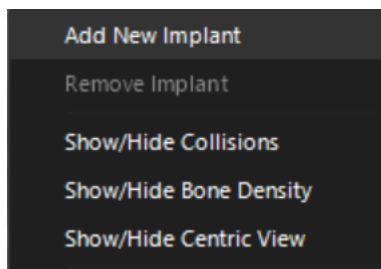 Add New Implant
Remove Implant
Show/Hide Collisions
Show/Hide Bone Density
Show/Hide Centric View